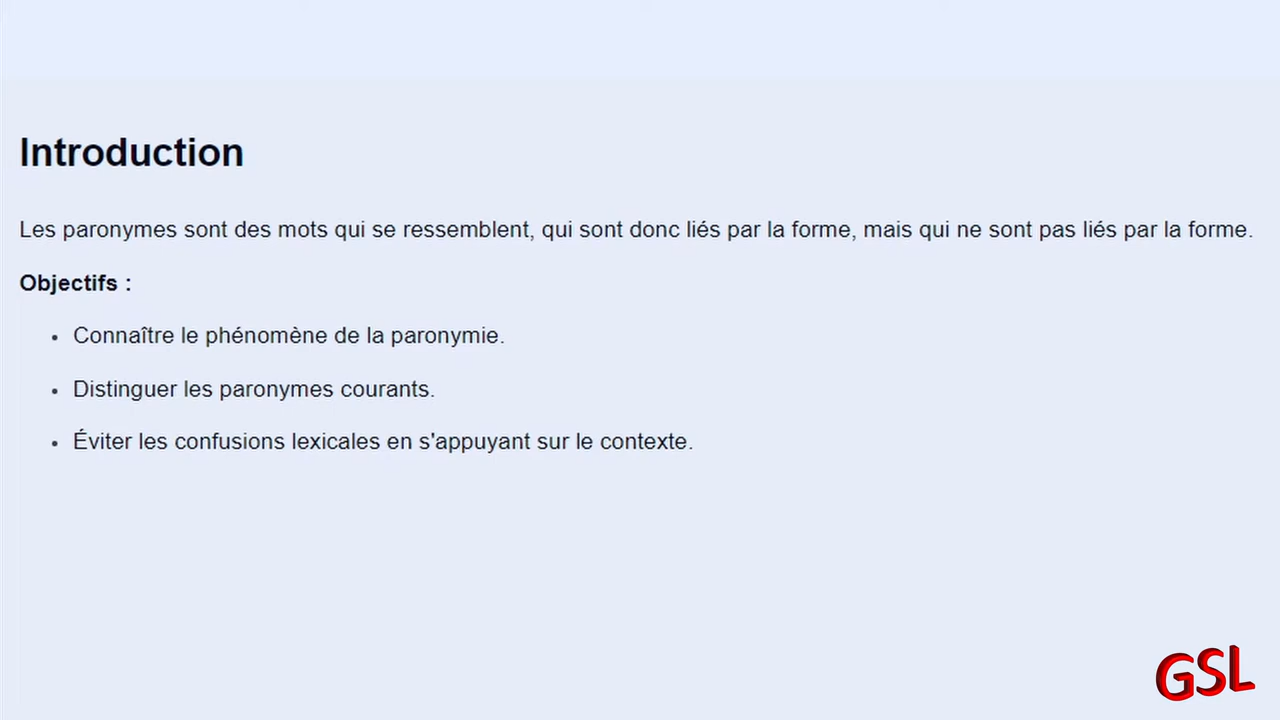 Introduction
Les paronymes sont des mots qui se ressemblent, qui sont donc liés par la forme, mais qui ne sont pas liés par la forme.
Objectifs :
• Connaître le phénomène de la paronymie.
• Distinguer les paronymes courants.
• Éviter les confusions lexicales en s'appuyant sur le contexte.
GSL